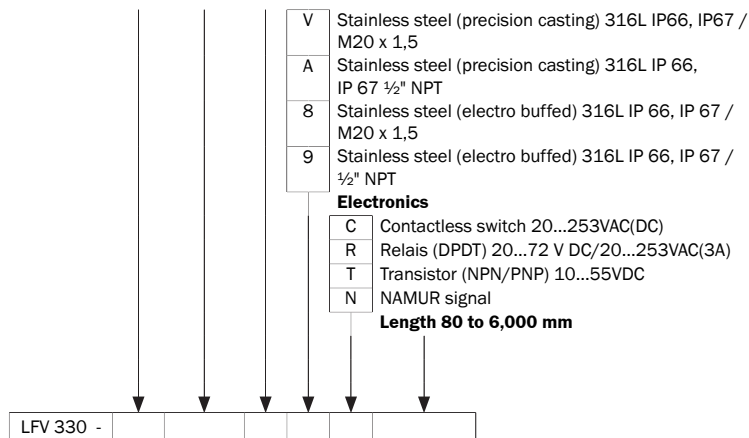 V Stainless steel (precision casting) 316L IP66, IP67 /
M20 x 1,5
A Stainless steel (precision casting) 316L IP 66,
IP 67 ½" NPT
8 Stainless steel (electro buffed) 316L IP 66, IP 67 /
M20 x 1,5
9 Stainless steel (electro buffed) 316L IP 66, IP 67 /
½" NPT
Electronics
C Contactless switch 20...253VAC(DC)
R Relais (DPDT) 20...72 V DC/20...253VAC(3A)
T Transistor (NPN/PNP) 10...55VDC
N NAMUR signal
Length 80 to 6,000 mm
LFV 330 -